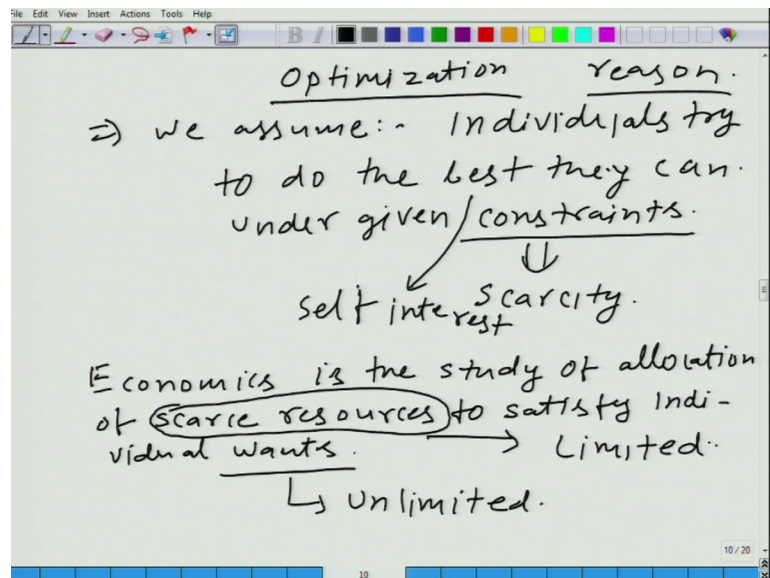 File Edit View Insert Actions Tools Help
B I
Optimization reason.
⇒ we assume:- Individuals try
to do the best they can.
under given constraints.
⇓
self interest scarcity.
Economics is the study of allocation
of scarce resources to satisfy indi-
vidual wants. → Limited..
↳ unlimited.
10 / 20
10